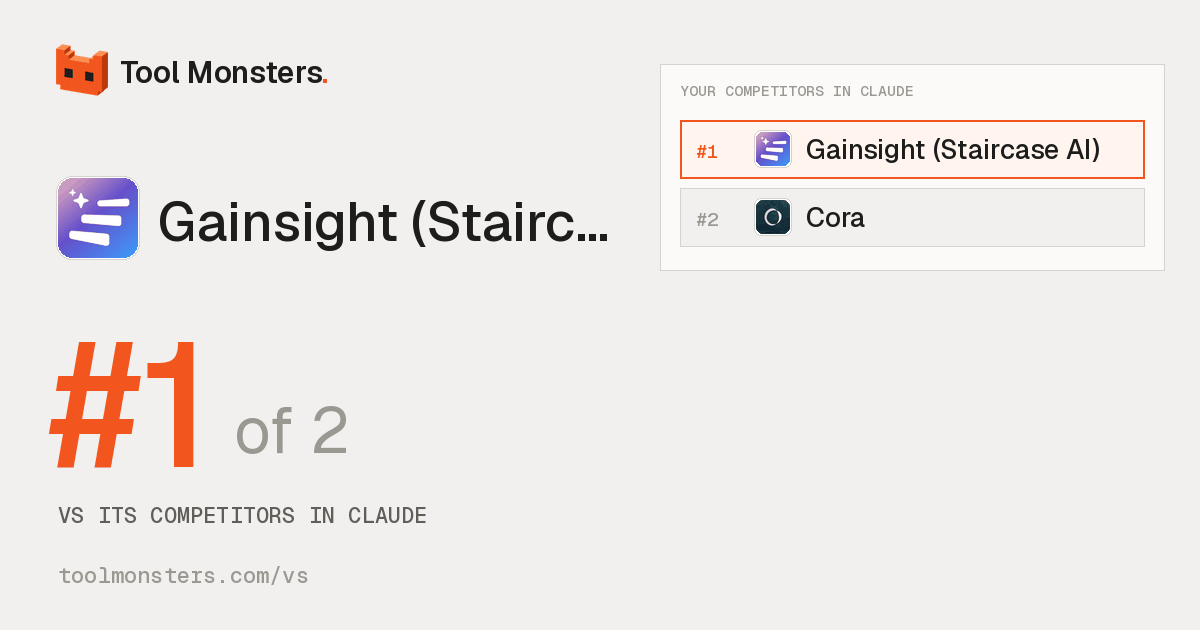 Tool Monsters.
Gainsight (Stairc...
#1 of 2
VS ITS COMPETITORS IN CLAUDE
toolmonsters.com/vs
YOUR COMPETITORS IN CLAUDE
#1 Gainsight (Staircase AI)
#2 Cora